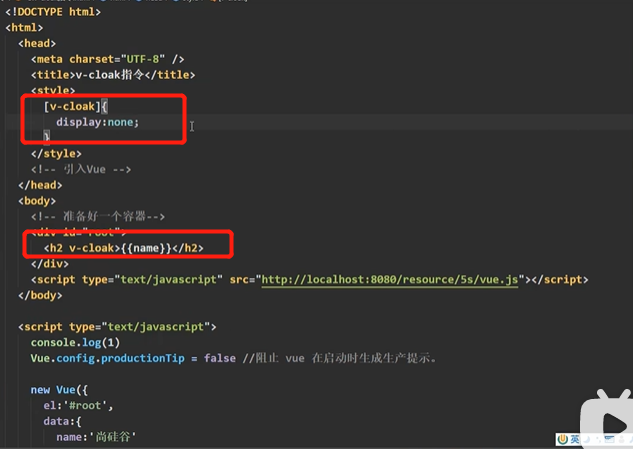 <!DOCTYPE html>
<html>
<head>
<meta charset="UTF-8" />
<title>v-cloak指令</title>
<style>
[v-cloak]{
display:none;
}
</style>
<!-- 引入Vue -->
</head>
<body>
<!-- 准备好一个容器-->
<div id="root">
<h2 v-cloak>{{name}}</h2>
</div>
<script type="text/javascript" src="http://localhost:8080/resource/5s/vue.js"></script>
</body>
<script type="text/javascript">
console.log(1)
Vue.config.productionTip = false //阻止 vue 在启动时生成生产提示。
new Vue({
el:'#root',
data:{
name:'尚硅谷'
英